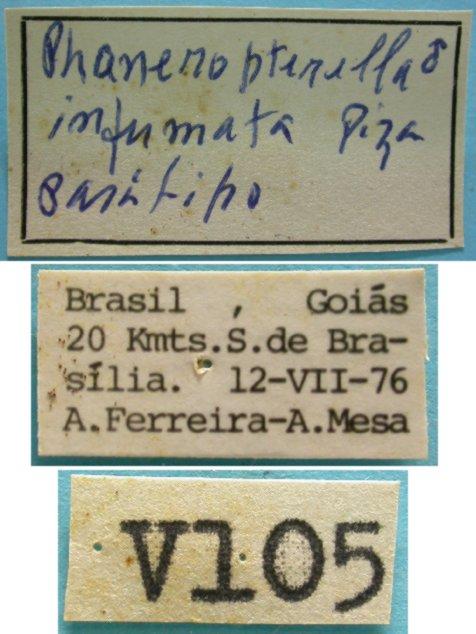 Phaneropterella ♂
infumata Piza
parátipo
Brasil , Goiás
20 Kmts.S.de Bra-
sília. 12-VII-76
A.Ferreira-A.Mesa
V105